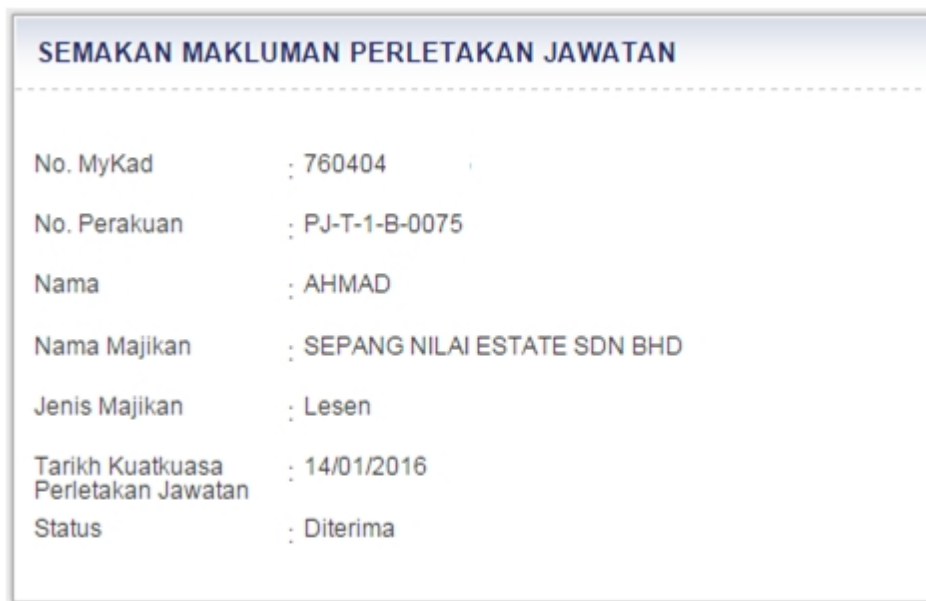 SEMAKAN MAKLUMAN PERLETAKAN JAWATAN
No. MyKad : 760404
No. Perakuan : PJ-T-1-B-0075
Nama : AHMAD
Nama Majikan : SEPANG NILAI ESTATE SDN BHD
Jenis Majikan : Lesen
Tarikh Kuatkuasa : 14/01/2016
Perletakan Jawatan
Status : Diterima